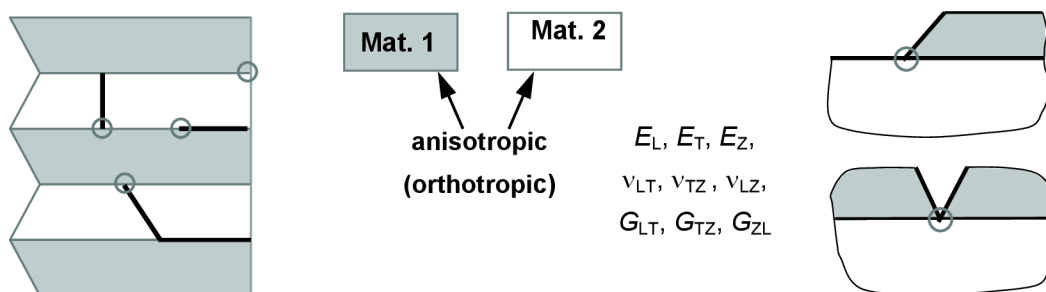 Mat. 1
Mat. 2
anisotropic
(orthotropic)
E_L, E_T, E_Z,
ν_LT, ν_TZ, ν_LZ,
G_LT, G_TZ, G_ZL